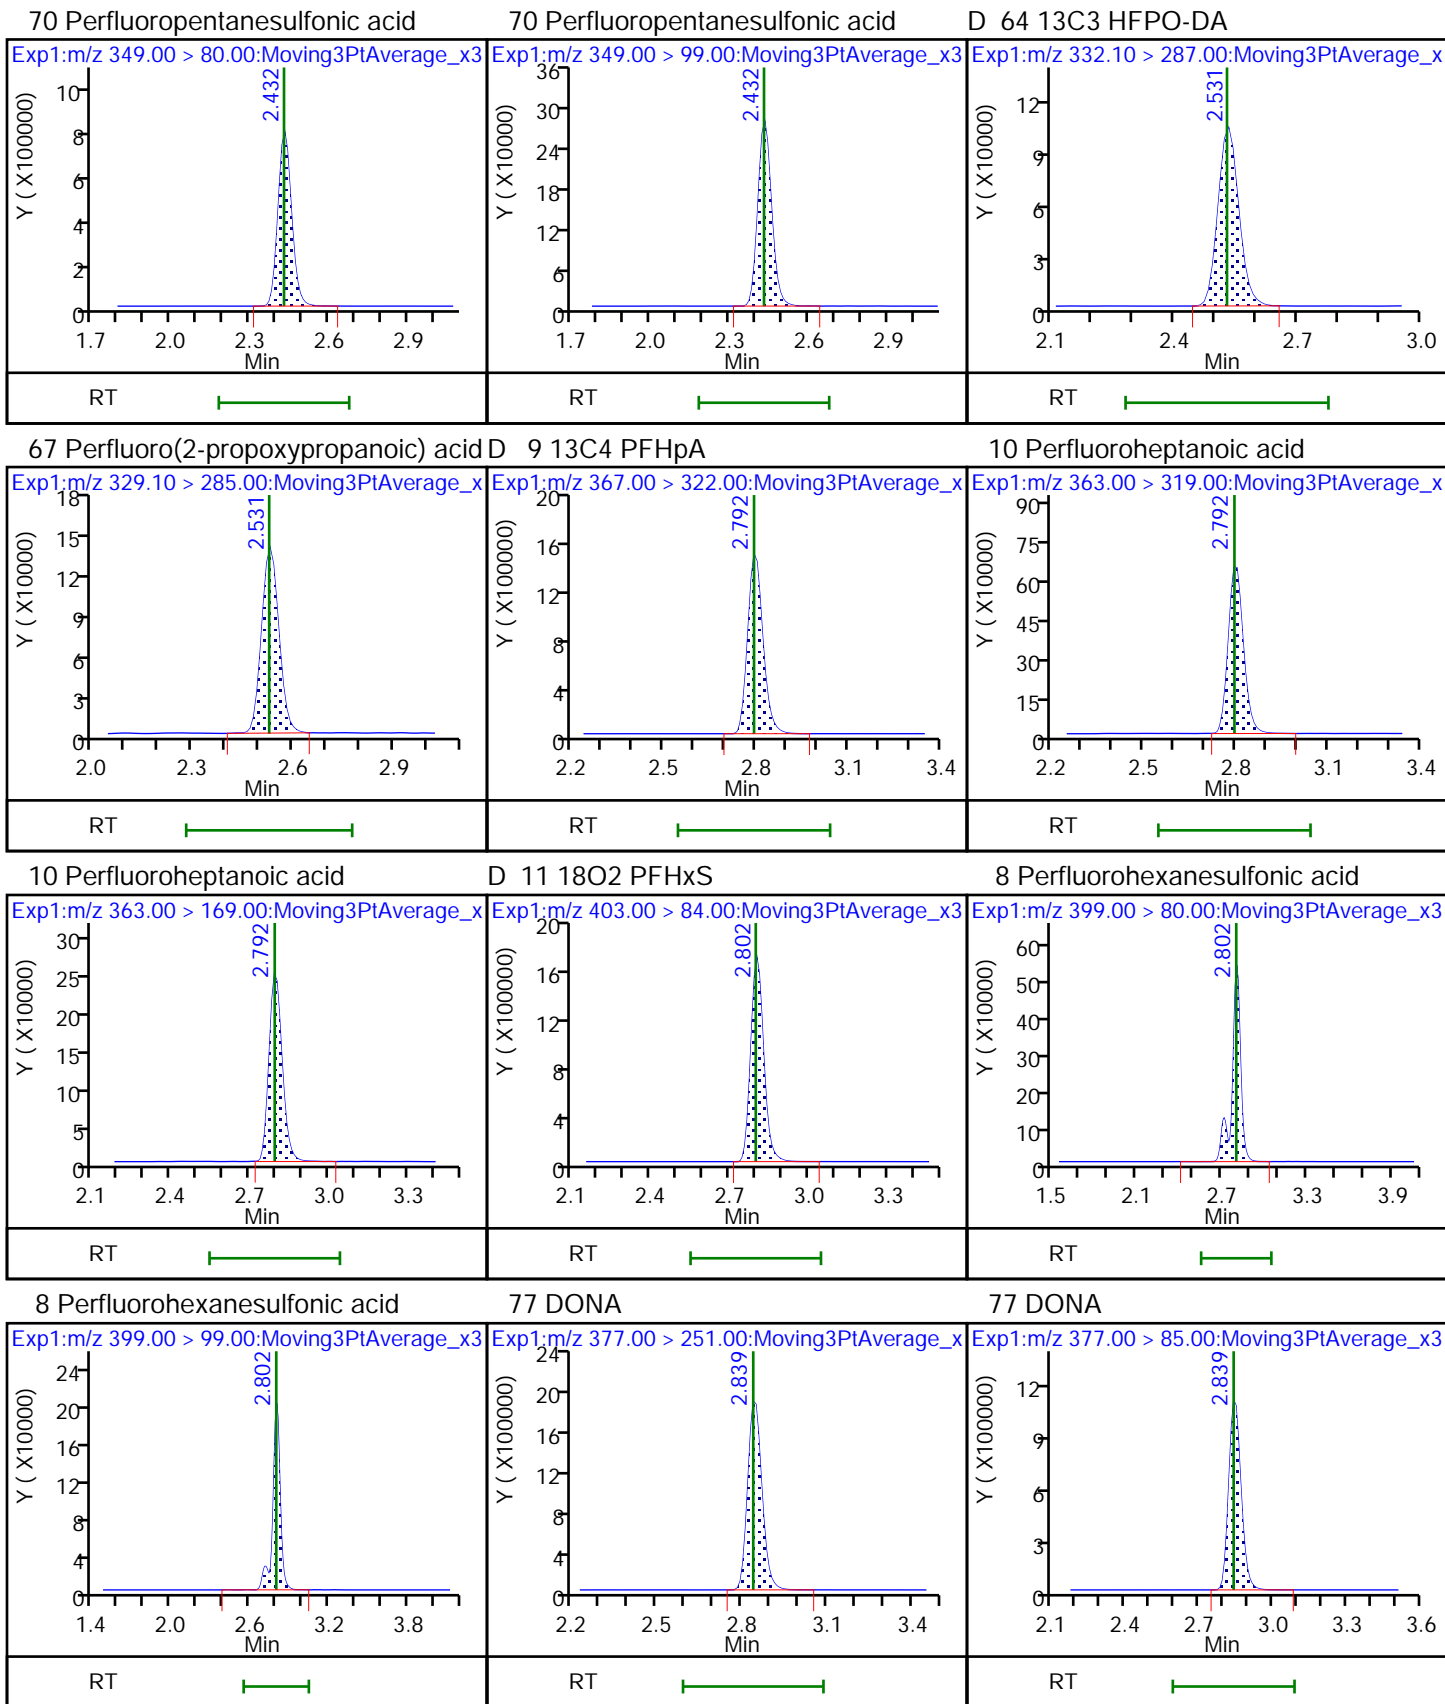 70 Perfluoropentanesulfonic acid
Exp1:m/z 349.00 > 80.00:Moving3PtAverage_x3
Y ( X100000)
10
8
6
4
2
0
2.432
1.7 2.0 2.3 2.6 2.9
Min
RT
70 Perfluoropentanesulfonic acid
Exp1:m/z 349.00 > 99.00:Moving3PtAverage_x3
Y ( X10000)
36
30
24
18
12
6
0
2.432
1.7 2.0 2.3 2.6 2.9
Min
RT
D 64 13C3 HFPO-DA
Exp1:m/z 332.10 > 287.00:Moving3PtAverage_x
Y ( X10000)
12
9
6
3
0
2.531
2.1 2.4 2.7 3.0
Min
RT
67 Perfluoro(2-propoxypropanoic) acid
Exp1:m/z 329.10 > 285.00:Moving3PtAverage_x
Y ( X10000)
18
15
12
9
6
3
0
2.531
2.0 2.3 2.6 2.9
Min
RT
D 9 13C4 PFHpA
Exp1:m/z 367.00 > 322.00:Moving3PtAverage_x
Y ( X100000)
20
16
12
8
4
0
2.792
2.2 2.5 2.8 3.1 3.4
Min
RT
10 Perfluoroheptanoic acid
Exp1:m/z 363.00 > 319.00:Moving3PtAverage_x
Y ( X10000)
90
75
60
45
30
15
0
2.792
2.2 2.5 2.8 3.1 3.4
Min
RT
10 Perfluoroheptanoic acid
Exp1:m/z 363.00 > 169.00:Moving3PtAverage_x
Y ( X10000)
30
25
20
15
10
5
0
2.792
2.1 2.4 2.7 3.0 3.3
Min
RT
D 11 18O2 PFHxS
Exp1:m/z 403.00 > 84.00:Moving3PtAverage_x3
Y ( X100000)
20
16
12
8
4
0
2.802
2.1 2.4 2.7 3.0 3.3
Min
RT
8 Perfluorohexanesulfonic acid
Exp1:m/z 399.00 > 80.00:Moving3PtAverage_x3
Y ( X10000)
60
50
40
30
20
10
0
2.802
1.5 2.1 2.7 3.3 3.9
Min
RT
8 Perfluorohexanesulfonic acid
Exp1:m/z 399.00 > 99.00:Moving3PtAverage_x3
Y ( X10000)
24
20
16
12
8
4
0
2.802
1.4 2.0 2.6 3.2 3.8
Min
RT
77 DONA
Exp1:m/z 377.00 > 251.00:Moving3PtAverage_x
Y ( X100000)
24
20
16
12
8
4
0
2.839
2.2 2.5 2.8 3.1 3.4
Min
RT
77 DONA
Exp1:m/z 377.00 > 85.00:Moving3PtAverage_x3
Y ( X100000)
12
9
6
3
0
2.839
2.1 2.4 2.7 3.0 3.3 3.6
Min
RT